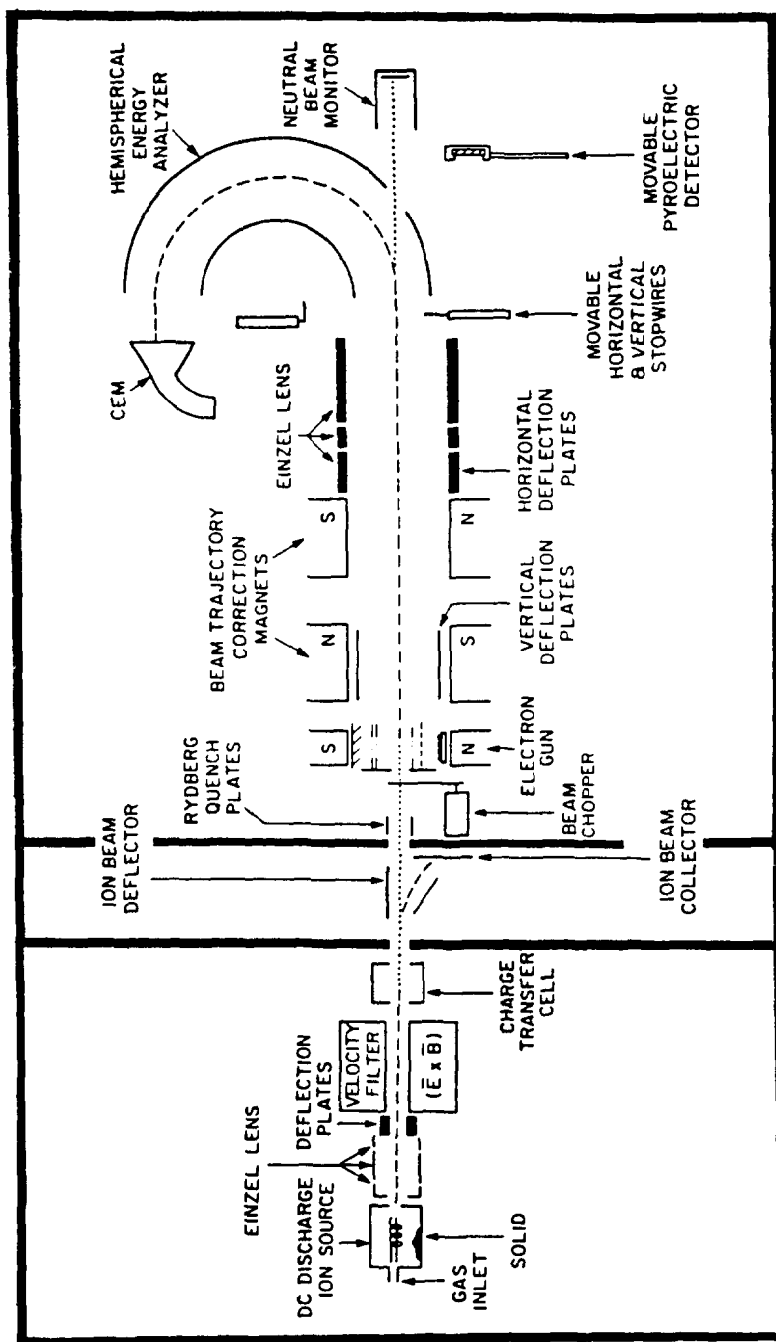 DC DISCHARGE
ION SOURCE
GAS
INLET
SOLID
EINZEL LENS
DEFLECTION
PLATES
VELOCITY
FILTER
(E̅ x B̅)
CHARGE
TRANSFER
CELL
ION BEAM
DEFLECTOR
ION BEAM
COLLECTOR
RYDBERG
QUENCH
PLATES
BEAM
CHOPPER
S
N
ELECTRON
GUN
BEAM TRAJECTORY
CORRECTION
MAGNETS
N
S
VERTICAL
DEFLECTION
PLATES
S
N
EINZEL
LENS
HORIZONTAL
DEFLECTION
PLATES
CEM
MOVABLE
HORIZONTAL
& VERTICAL
STOPWIRES
HEMISPHERICAL
ENERGY
ANALYZER
NEUTRAL
BEAM
MONITOR
MOVABLE
PYROELECTRIC
DETECTOR